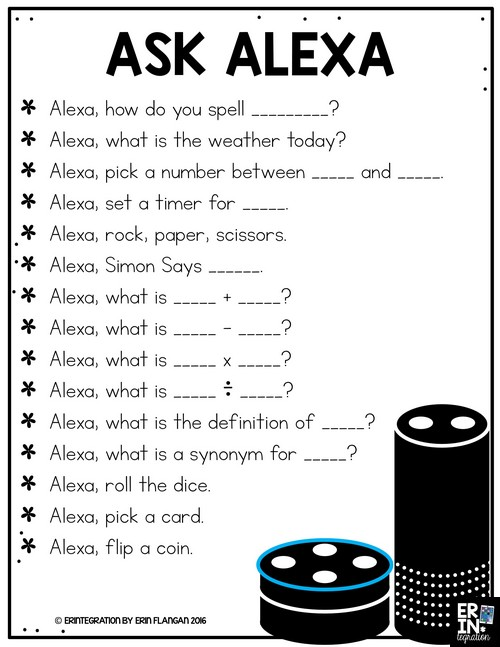 ASK ALEXA
* Alexa, how do you spell _________?
* Alexa, what is the weather today?
* Alexa, pick a number between _____ and _____.
* Alexa, set a timer for _____.
* Alexa, rock, paper, scissors.
* Alexa, Simon Says ______.
* Alexa, what is _____ + _____?
* Alexa, what is _____ - _____?
* Alexa, what is _____ x _____?
* Alexa, what is _____ ÷ _____?
* Alexa, what is the definition of _____?
* Alexa, what is a synonym for _____?
* Alexa, roll the dice.
* Alexa, pick a card.
* Alexa, flip a coin.
© ERINTEGRATION BY ERIN FLANGAN 2016
ER
IN
tegration